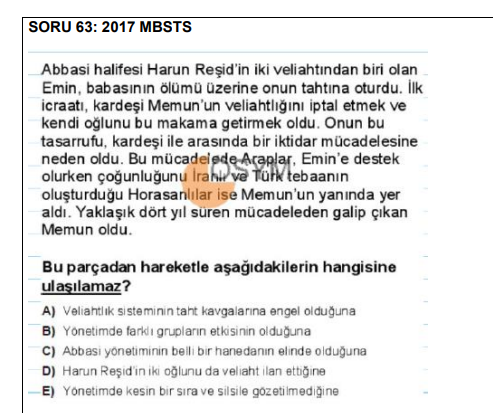 SORU 63: 2017 MBSTS
Abbasi halifesi Harun Reşid'in iki veliahtından biri olan
Emin, babasının ölümü üzerine onun tahtına oturdu. İlk
icraatı, kardeşi Memun'un veliahtlığını iptal etmek ve
kendi oğlunu bu makama getirmek oldu. Onun bu
tasarrufu, kardeşi ile arasında bir iktidar mücadelesine
neden oldu. Bu mücadelede Araplar, Emin'e destek
olurken çoğunluğunu İranlı ve Türk tebaanın
oluşturduğu Horasanlılar ise Memun'un yanında yer
aldı. Yaklaşık dört yıl süren mücadeleden galip çıkan
Memun oldu.
Bu parçadan hareketle aşağıdakilerin hangisine
ulaşılamaz?
A) Veliahtlık sisteminin taht kavgalarına engel olduğuna
B) Yönetimde farklı grupların etkisinin olduğuna
C) Abbasi yönetiminin belli bir hanedanın elinde olduğuna
D) Harun Reşid'in iki oğlunu da veliaht ilan ettiğine
E) Yönetimde kesin bir sıra ve silsile gözetilmediğine
ÖSYM